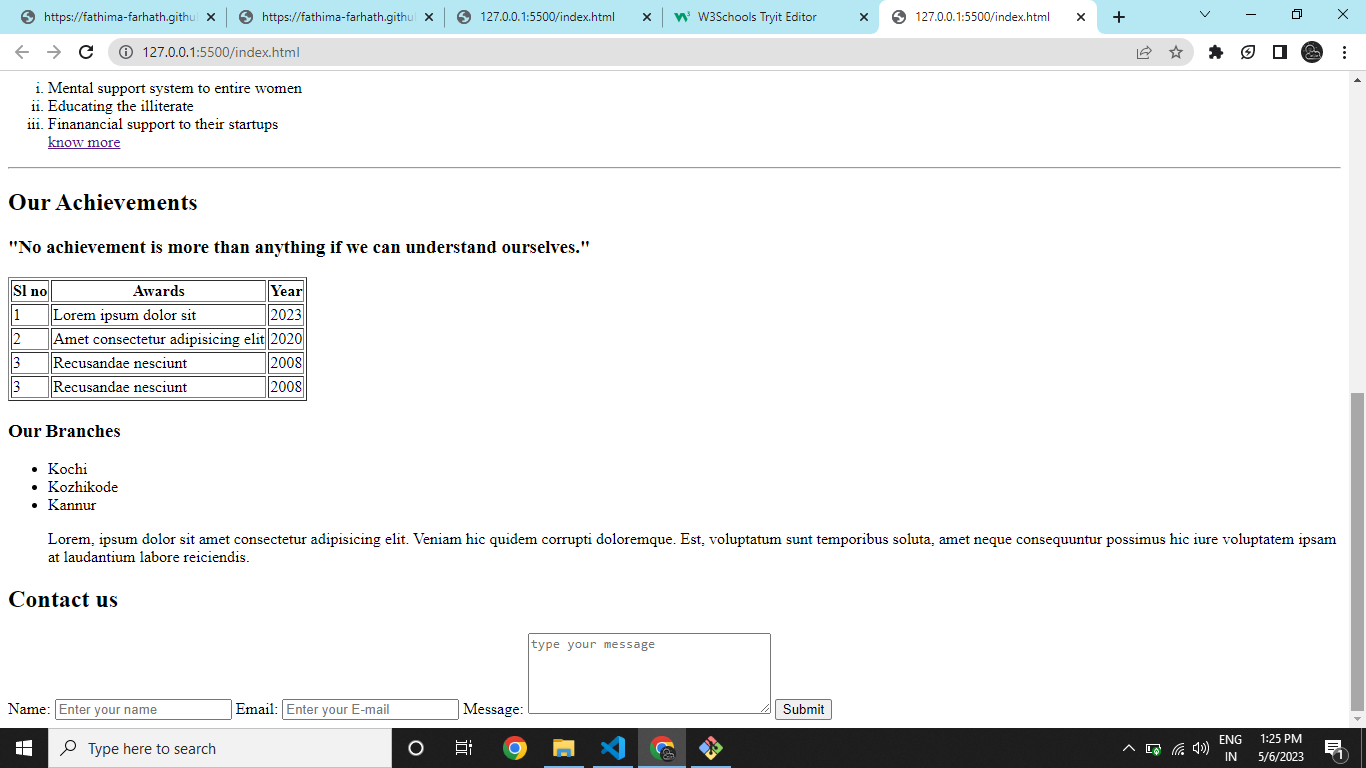 https://fathima-farhath.githu
https://fathima-farhath.githu
127.0.0.1:5500/index.html
W3Schools Tryit Editor
127.0.0.1:5500/index.html
127.0.0.1:5500/index.html
i. Mental support system to entire women
ii. Educating the illiterate
iii. Finanancial support to their startups
know more
Our Achievements
"No achievement is more than anything if we can understand ourselves."
Sl no Awards Year
1 Lorem ipsum dolor sit 2023
2 Amet consectetur adipisicing elit 2020
3 Recusandae nesciunt 2008
3 Recusandae nesciunt 2008
Our Branches
• Kochi
• Kozhikode
• Kannur
Lorem, ipsum dolor sit amet consectetur adipisicing elit. Veniam hic quidem corrupti doloremque. Est, voluptatum sunt temporibus soluta, amet neque consequuntur possimus hic iure voluptatem ipsam
at laudantium labore reiciendis.
Contact us
type your message
Name: Enter your name Email: Enter your E-mail Message: Submit
Type here to search
ENG
IN
1:25 PM
5/6/2023
1